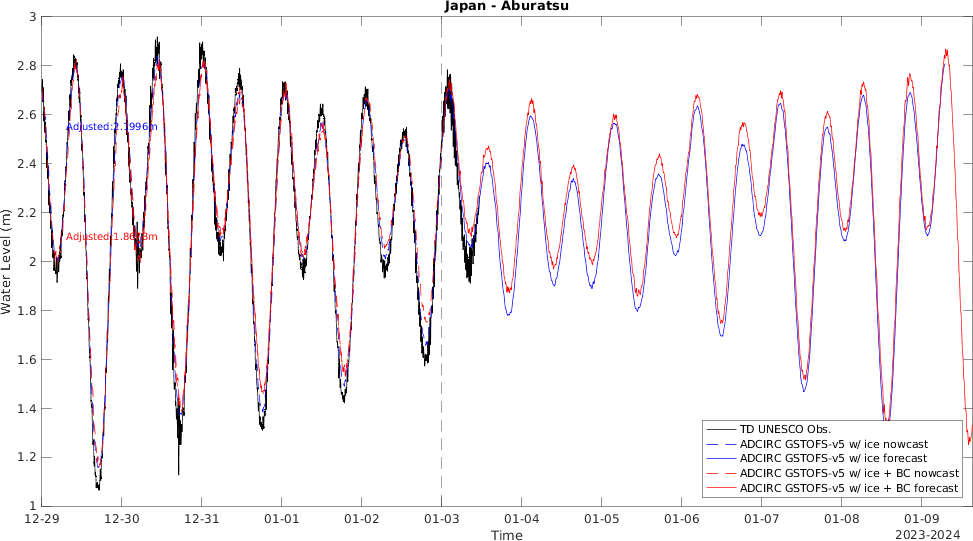 Japan - Aburatsu
3
2.8
2.6
2.4
2.2
2
1.8
1.6
1.4
1.2
1
Water Level (m)
Adjusted:2.1996m
TD UNESCO Obs.
ADCIRC GSTOFS-v5 w/ ice nowcast
ADCIRC GSTOFS-v5 w/ ice forecast
ADCIRC GSTOFS-v5 w/ ice + BC nowcast
ADCIRC GSTOFS-v5 w/ ice + BC forecast
12-29 12-30 12-31 01-01 01-02 01-03 01-04 01-05 01-06 01-07 01-08 01-09
Time
2023-2024